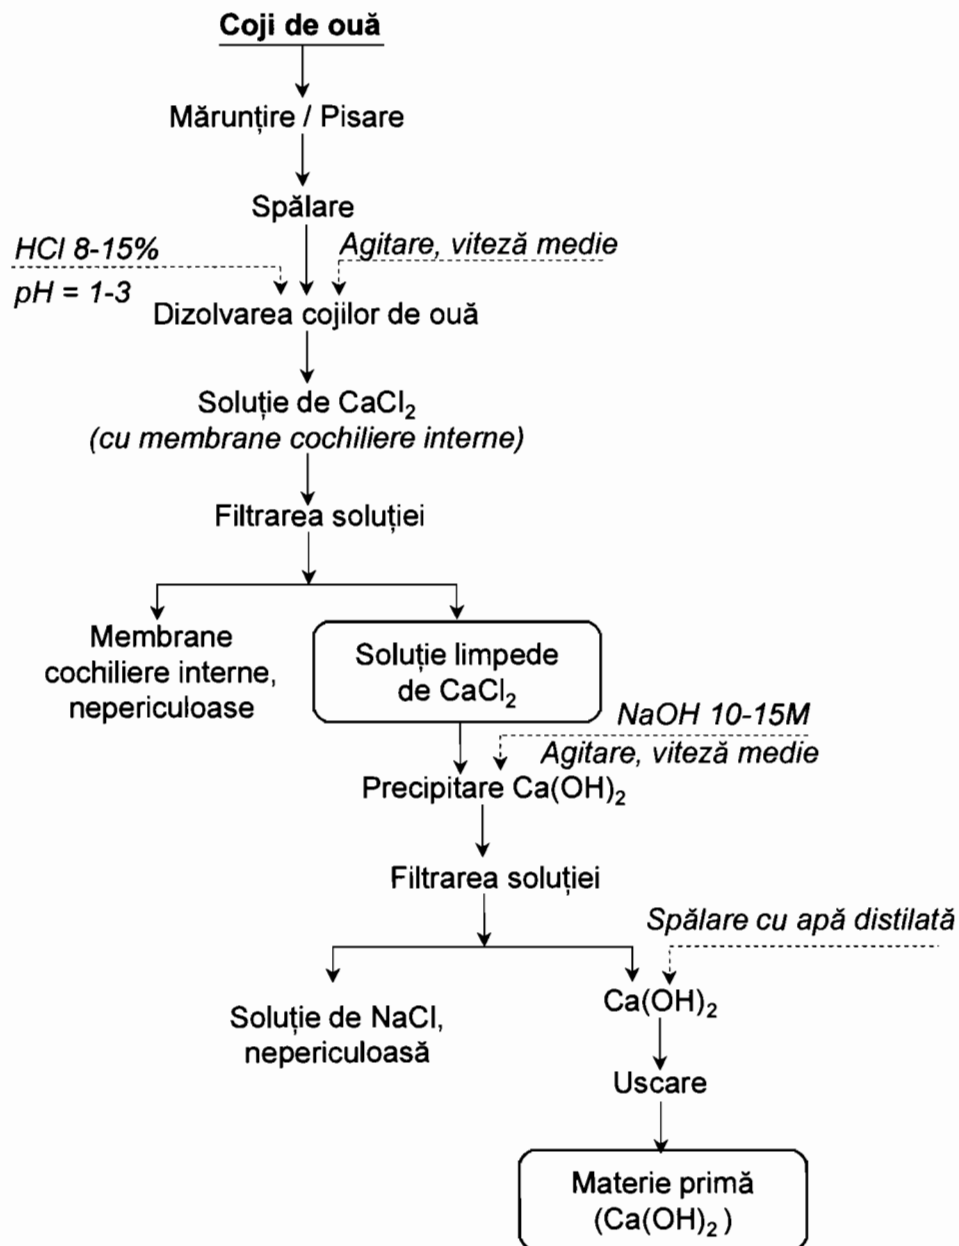 Coji de ouă
Mărunțire / Pisare
Spălare
HCl 8-15%
pH = 1-3
Agitare, viteză medie
Dizolvarea cojilor de ouă
Soluție de CaCl₂
(cu membrane cochiliere interne)
Filtrarea soluției
Membrane
cochiliere interne,
nepericuloase
Soluție limpede
de CaCl₂
NaOH 10-15M
Agitare, viteză medie
Precipitare Ca(OH)₂
Filtrarea soluției
Spălare cu apă distilată
Soluție de NaCl,
nepericuloasă
Ca(OH)₂
Uscare
Materie primă
(Ca(OH)₂ )